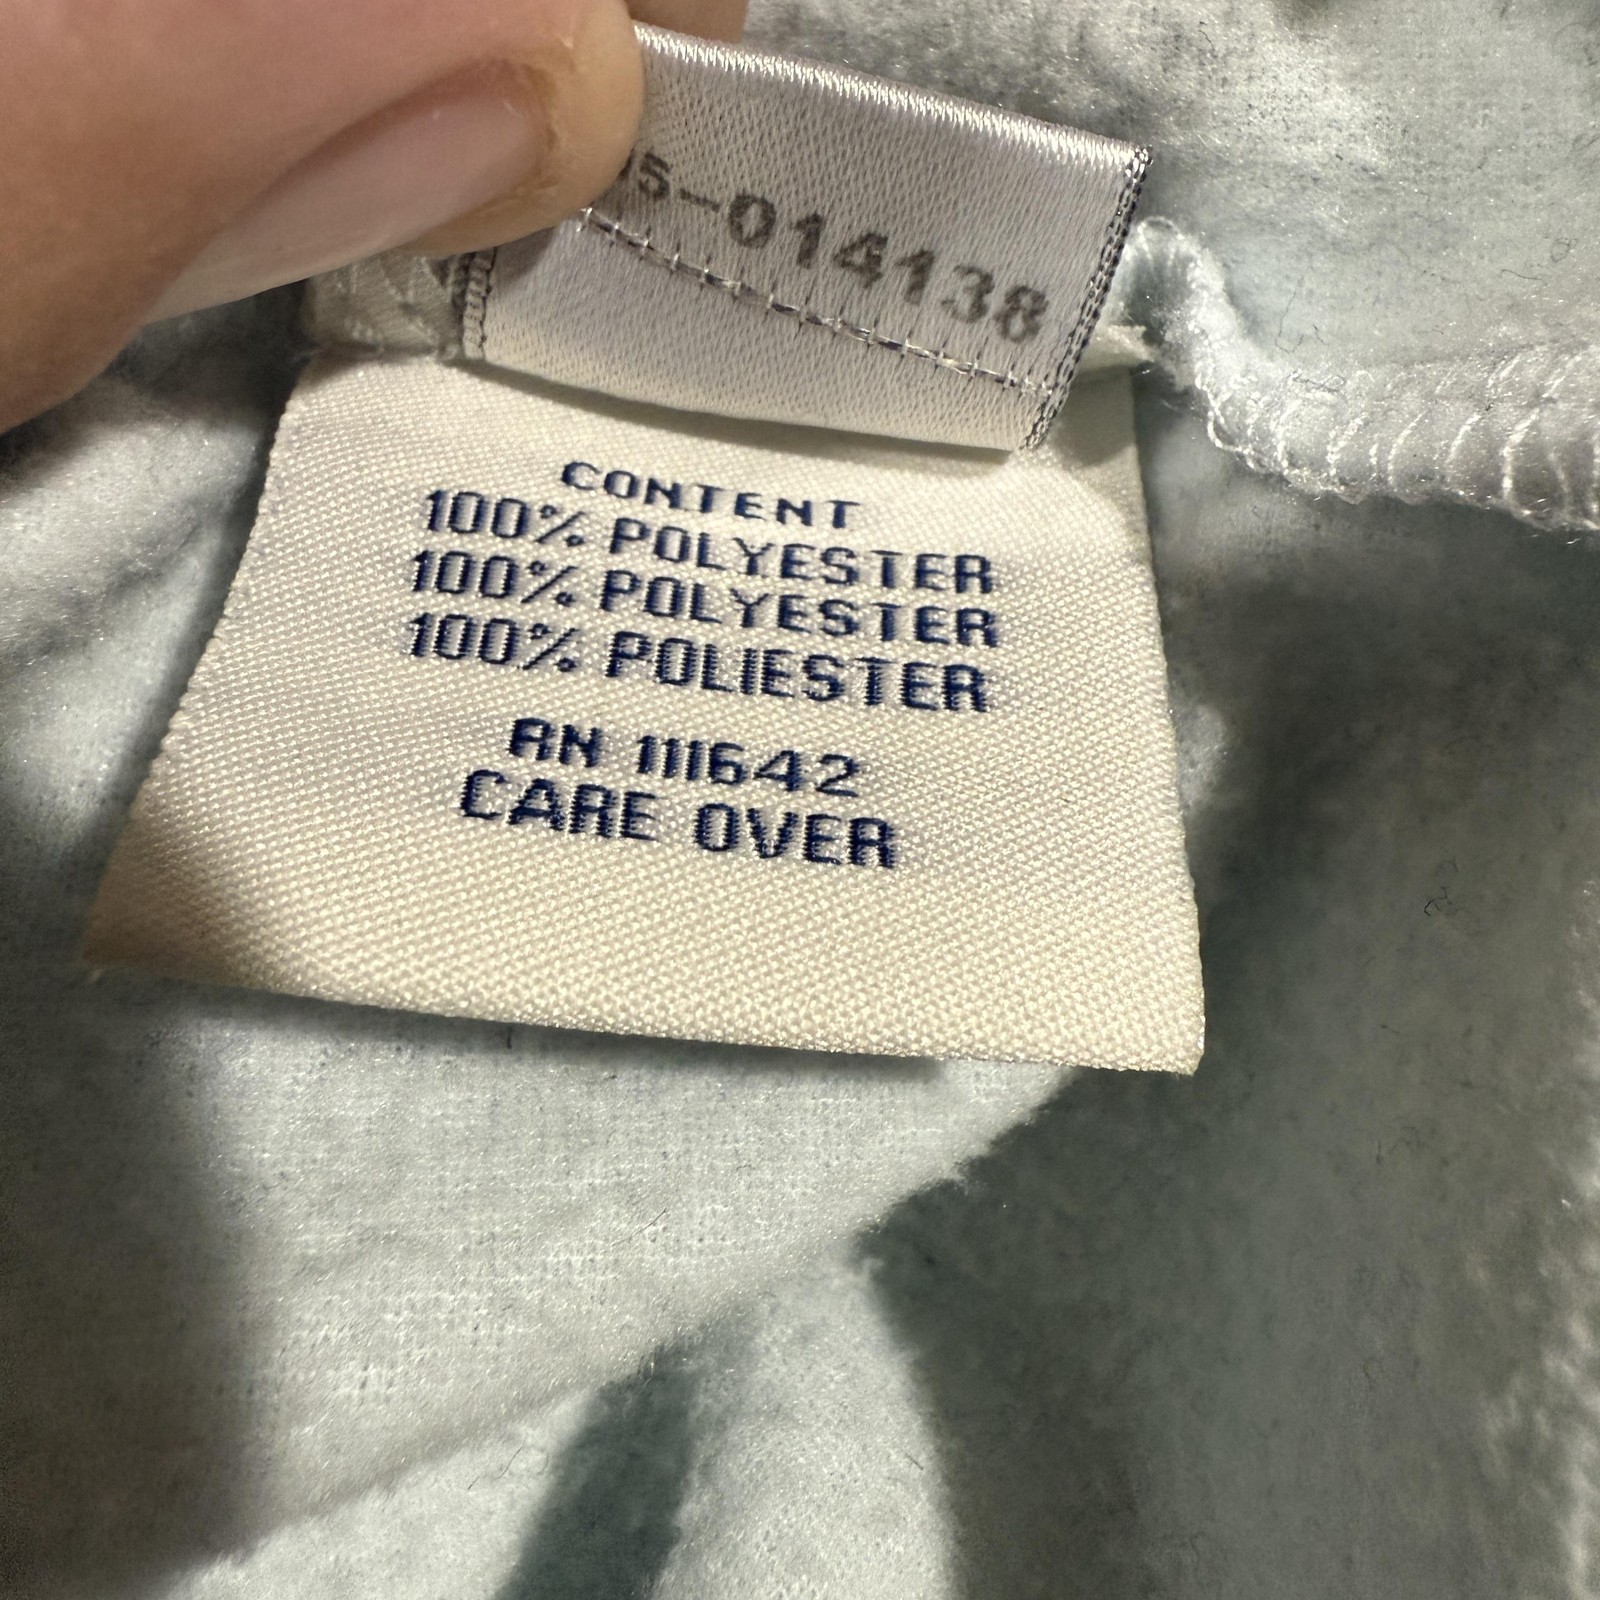 5-014138
CONTENT
100% POLYESTER
100% POLYESTER
100% POLIESTER
RN 111642
CARE OVER